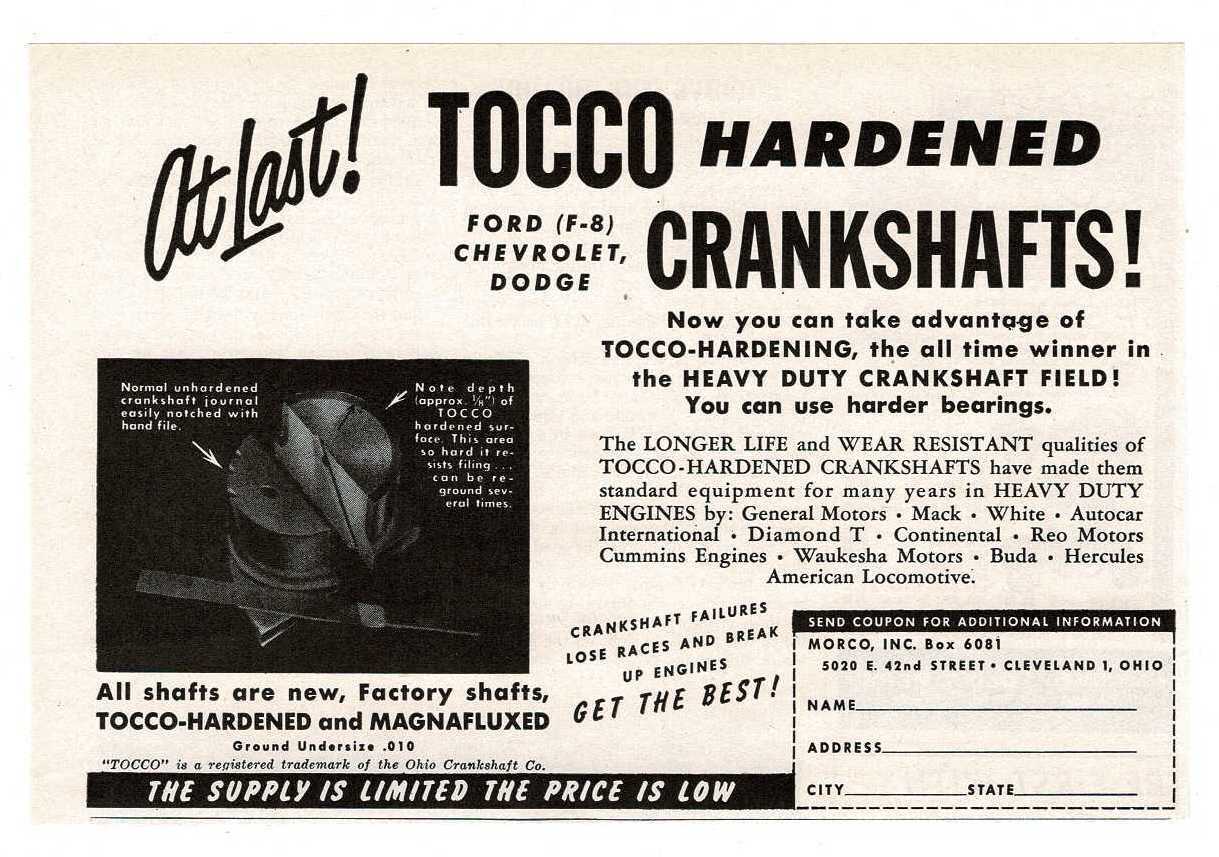 At Last!
TOCCO HARDENED
FORD (F-8)
CHEVROLET,
DODGE
CRANKSHAFTS!
Now you can take advantage of
TOCCO-HARDENING, the all time winner in
the HEAVY DUTY CRANKSHAFT FIELD!
You can use harder bearings.
Normal unhardened
crankshaft journal
easily notched with
hand file.
Note depth
(approx. ⅛") of
TOCCO
hardened sur-
face. This area
so hard it re-
sists filing...
can be re-
ground sev-
eral times.
The LONGER LIFE and WEAR RESISTANT qualities of
TOCCO-HARDENED CRANKSHAFTS have made them
standard equipment for many years in HEAVY DUTY
ENGINES by: General Motors • Mack • White • Autocar
International • Diamond T • Continental • Reo Motors
Cummins Engines • Waukesha Motors • Buda • Hercules
American Locomotive.
All shafts are new, Factory shafts,
TOCCO-HARDENED and MAGNAFLUXED
Ground Undersize .010
"TOCCO" is a registered trademark of the Ohio Crankshaft Co.
CRANKSHAFT FAILURES
LOSE RACES AND BREAK
UP ENGINES
GET THE BEST!
THE SUPPLY IS LIMITED THE PRICE IS LOW
SEND COUPON FOR ADDITIONAL INFORMATION
MORCO, INC. Box 6081
5020 E. 42nd STREET • CLEVELAND 1, OHIO
NAME
ADDRESS
CITY STATE